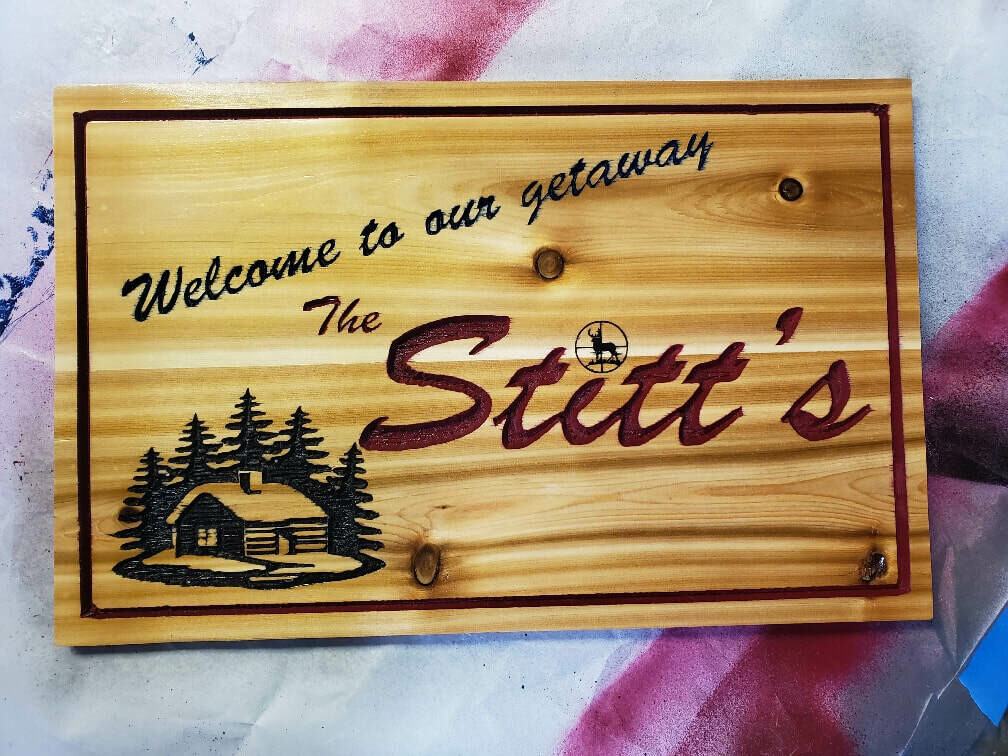 Welcome to our getaway
The
Stitt's